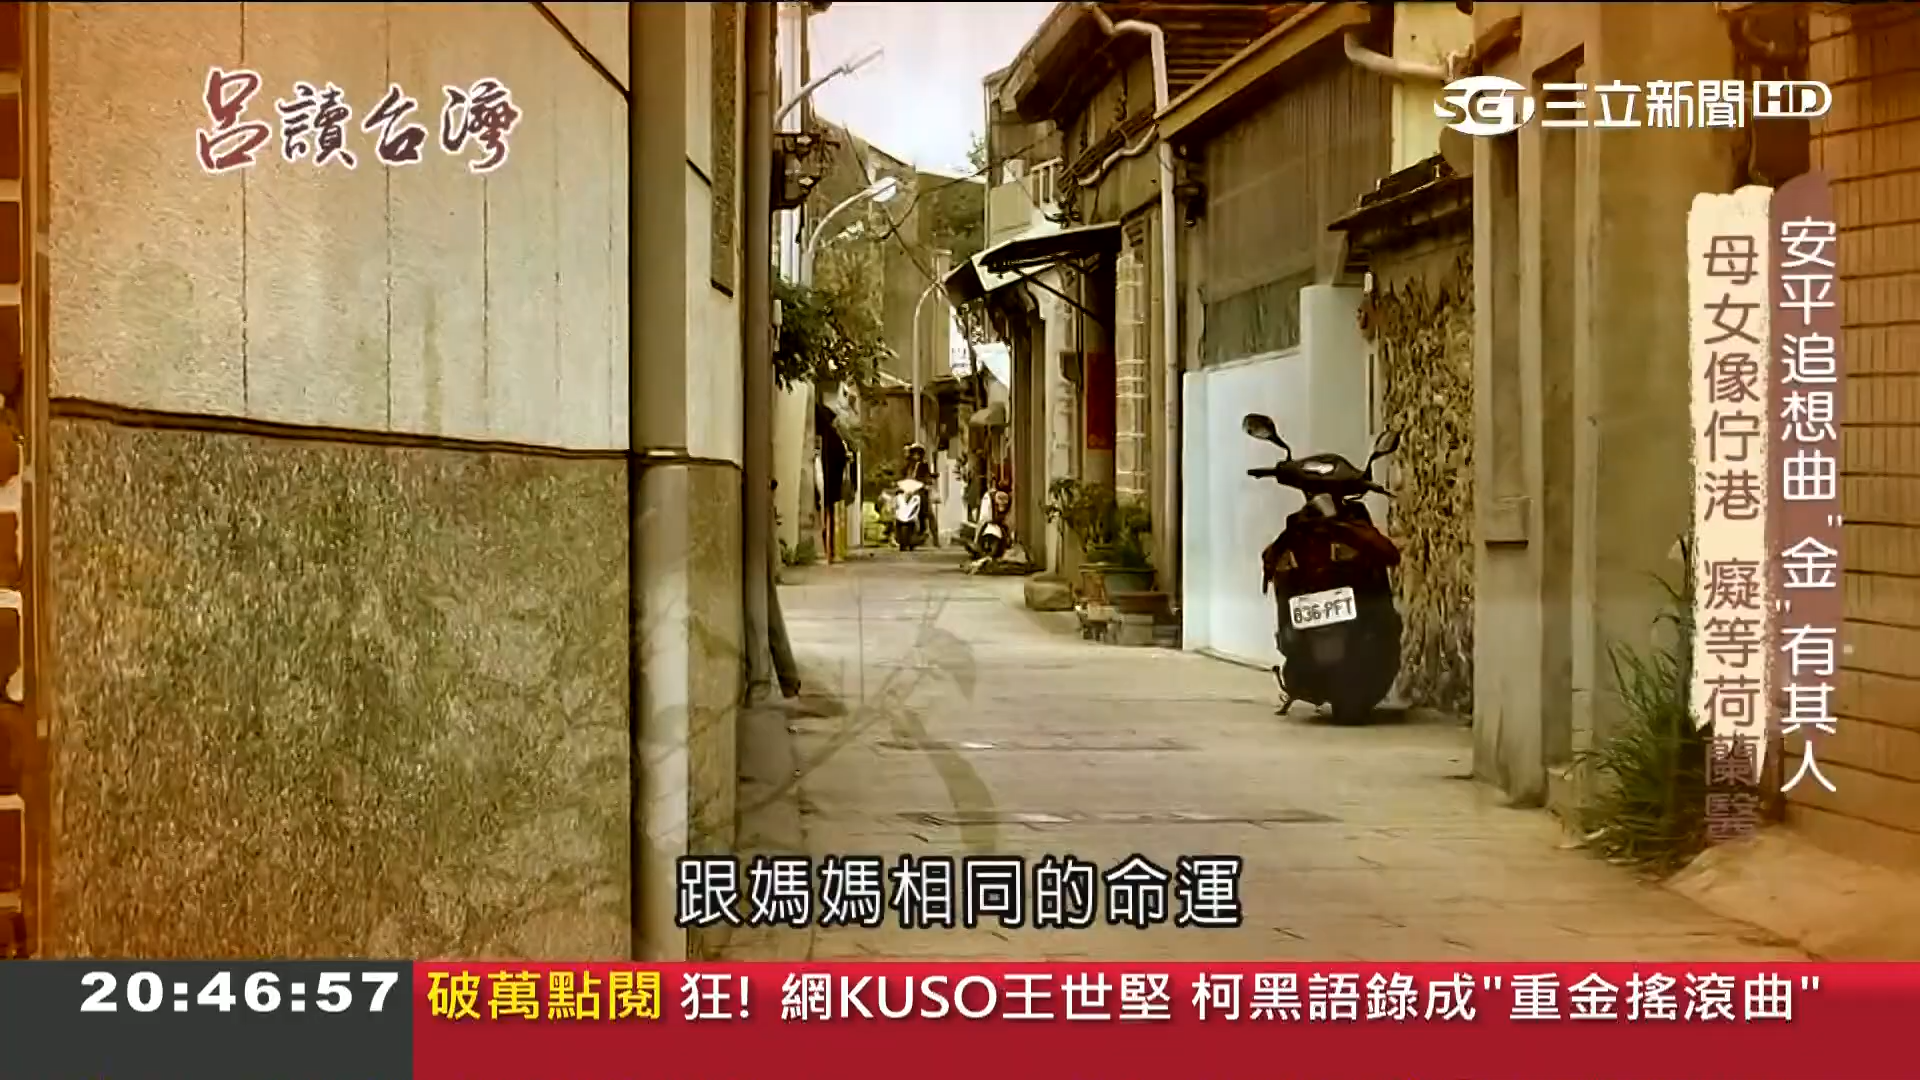 呂讀台灣
SET三立新聞HD
安平追想曲"金"有其人
母女像佇港 癡等荷蘭醫
836-PFT
跟媽媽相同的命運
20:46:57
破萬點閱 狂! 網KUSO王世堅 柯黑語錄成"重金搖滾曲"